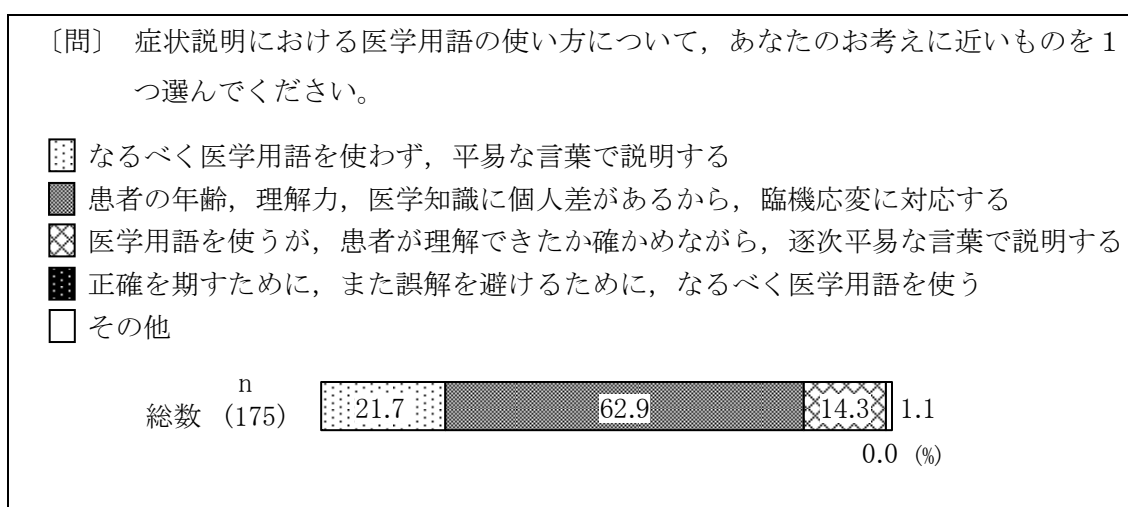 〔問〕 症状説明における医学用語の使い方について，あなたのお考えに近いものを１
つ選んでください。
なるべく医学用語を使わず，平易な言葉で説明する
患者の年齢，理解力，医学知識に個人差があるから，臨機応変に対応する
医学用語を使うが，患者が理解できたか確かめながら，逐次平易な言葉で説明する
正確を期すために，また誤解を避けるために，なるべく医学用語を使う
その他
n
総数 (175) 21.7 62.9 14.3 1.1
0.0 (%)